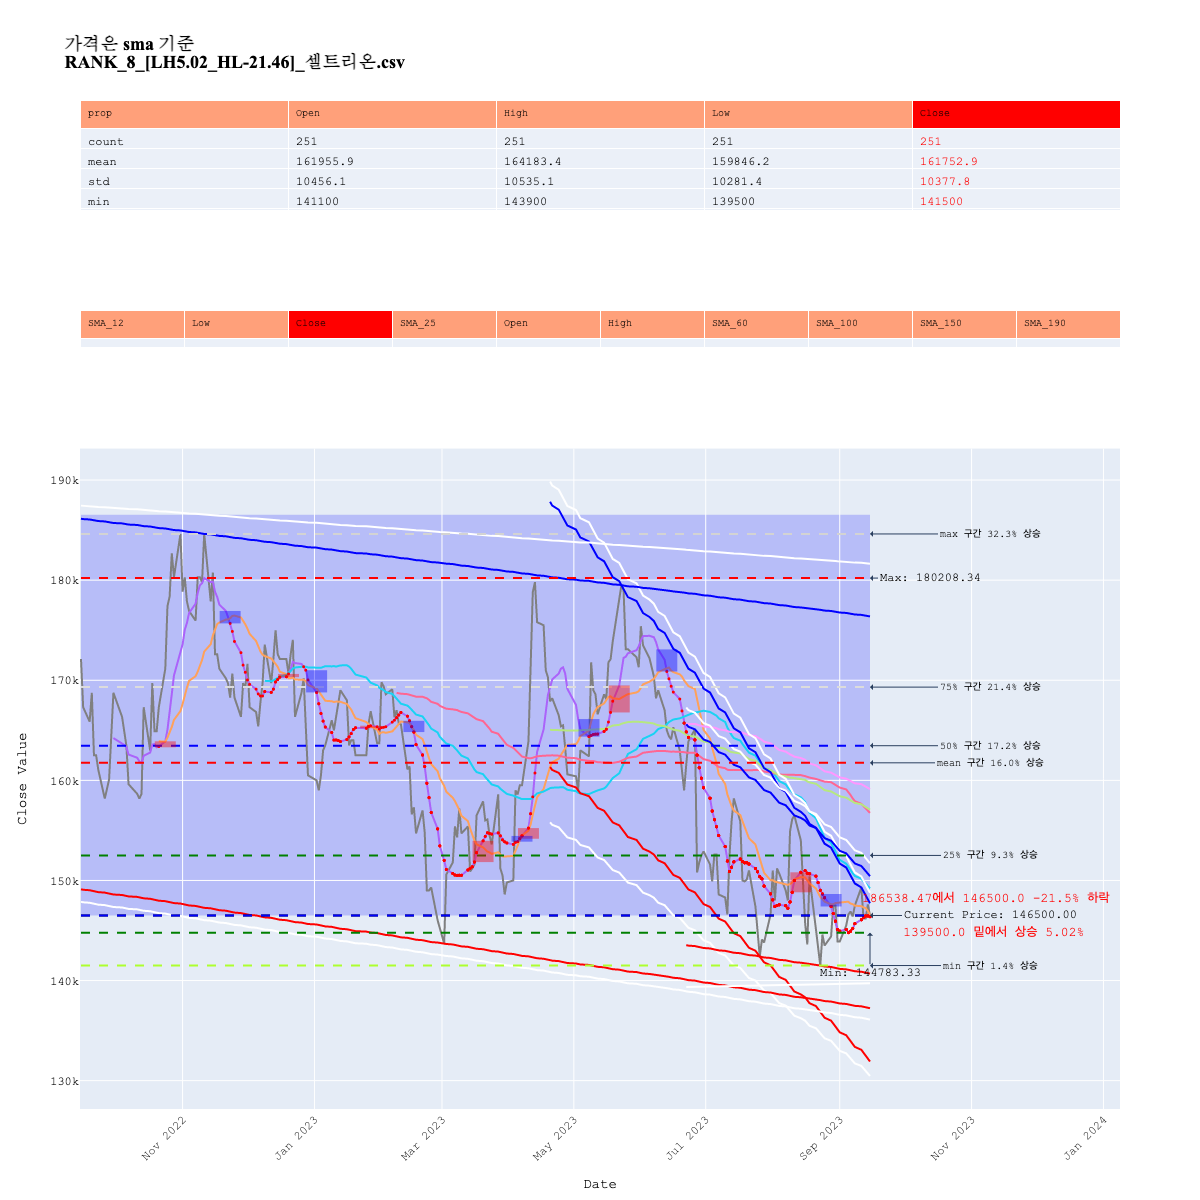 가격은 sma 기준
RANK_8_[LH5.02_HL-21.46]_셀트리온.csv
prop Open High Low Close
count 251 251 251 251
mean 161955.9 164183.4 159846.2 161752.9
std 10456.1 10535.1 10281.4 10377.8
min 141100 143900 139500 141500
SMA_12 Low Close SMA_25 Open High SMA_60 SMA_100 SMA_150 SMA_190
190k
max 구간 32.3% 상승
180k
Max: 180208.34
170k
75% 구간 21.4% 상승
50% 구간 17.2% 상승
mean 구간 16.0% 상승
160k
25% 구간 9.3% 상승
150k
86538.47에서 146500.0 -21.5% 하락
Current Price: 146500.00
139500.0 밑에서 상승 5.02%
min 구간 1.4% 상승
Min: 144783.33
140k
130k
Close Value
Nov 2022
Jan 2023
Mar 2023
May 2023
Jul 2023
Sep 2023
Nov 2023
Jan 2024
Date